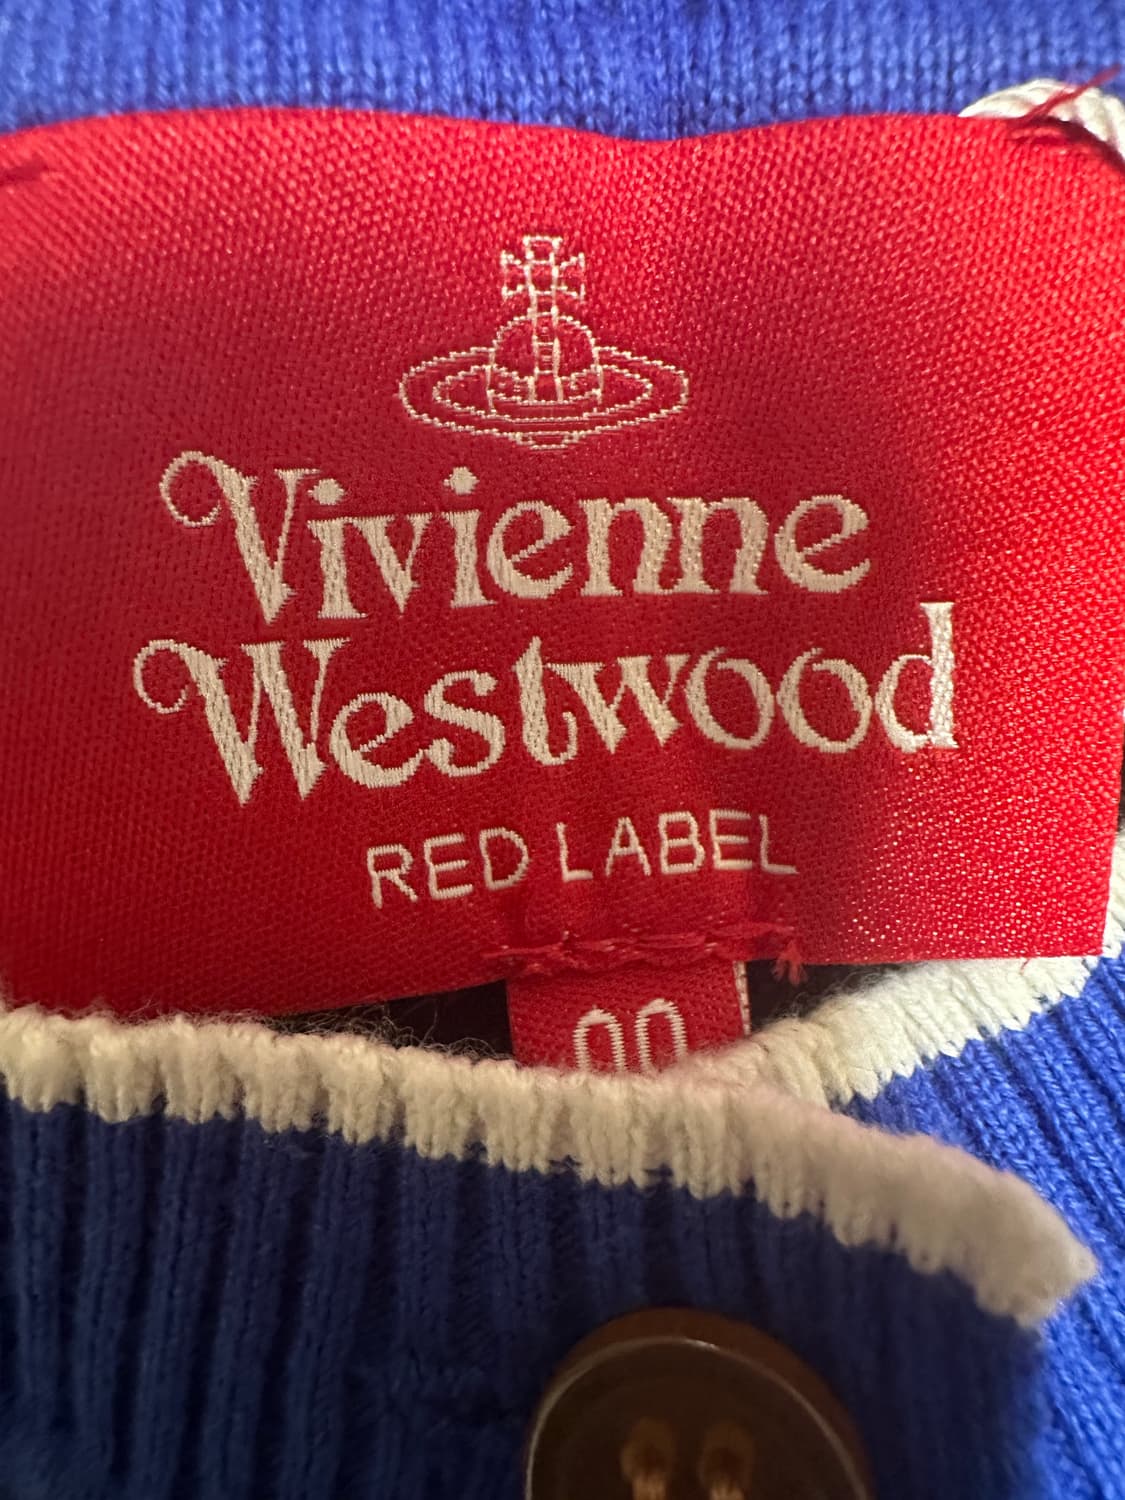 Vivienne
Westwood
RED LABEL
00